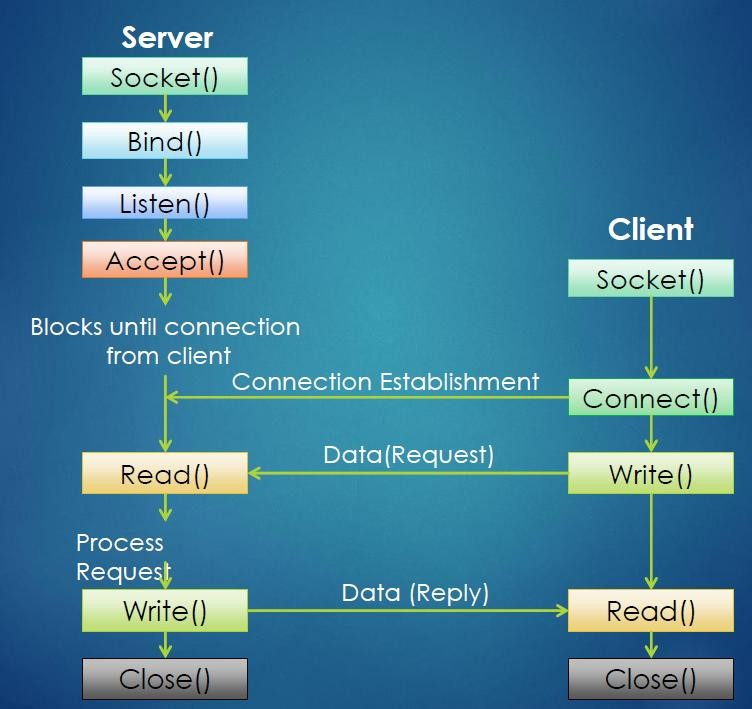 Server
Socket()
Bind()
Listen()
Accept()
Blocks until connection
from client
Client
Socket()
Connection Establishment
Connect()
Data(Request)
Read()
Write()
Process
Request
Data (Reply)
Write()
Read()
Close()
Close()